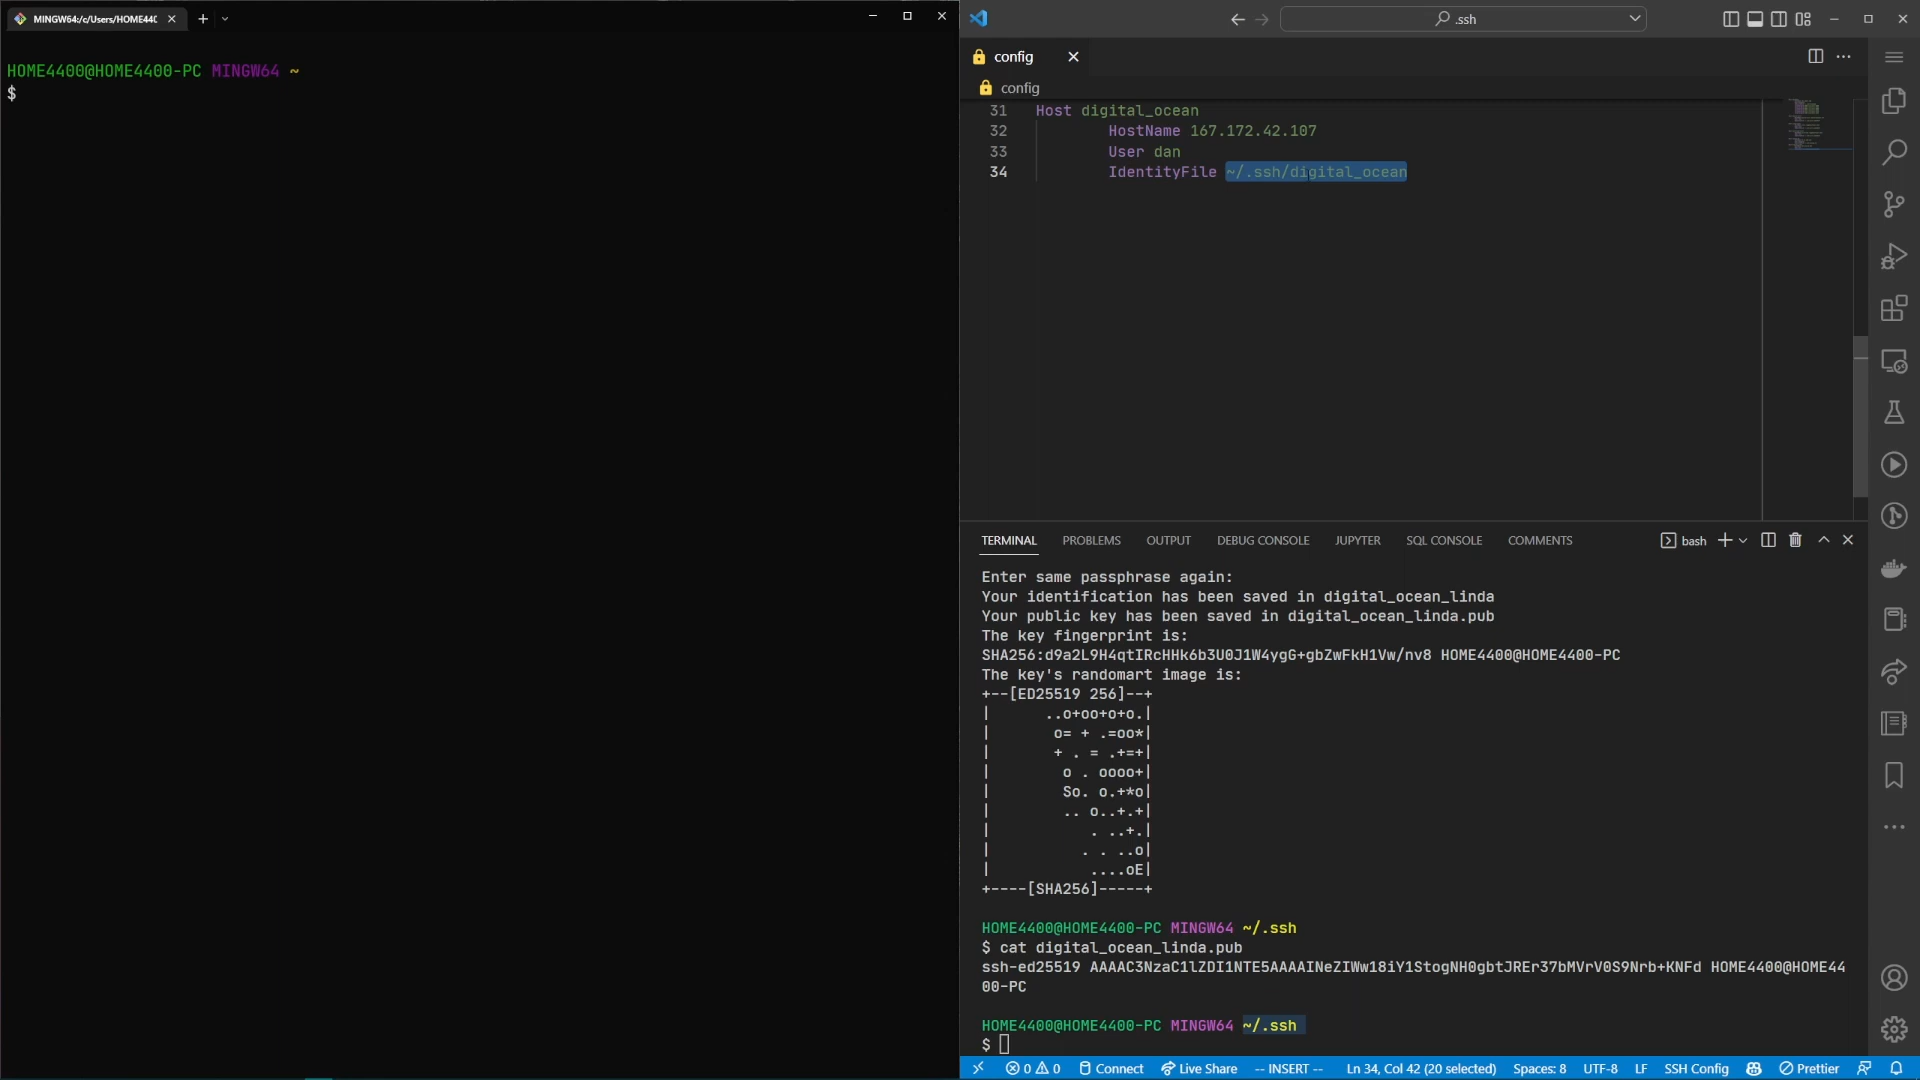 MINGW64:/c/Users/HOME44(
HOME4400@HOME4400-PC MINGW64 ~
$
.ssh
config
config
31 Host digital_ocean
32 HostName 167.172.42.107
33 User dan
34 IdentityFile ~/.ssh/digital_ocean
TERMINAL PROBLEMS OUTPUT DEBUG CONSOLE JUPYTER SQL CONSOLE COMMENTS bash
Enter same passphrase again:
Your identification has been saved in digital_ocean_linda
Your public key has been saved in digital_ocean_linda.pub
The key fingerprint is:
SHA256:d9a2L9H4qtIRcHHk6b3U0J1W4ygG+gbZwFkH1Vw/nv8 HOME4400@HOME4400-PC
The key's randomart image is:
+--[ED25519 256]--+
|      ..o+oo+o+o.|
|       o= + .=oo*|
|       + . = .+=+|
|        o . oooo+|
|        So. o.+*o|
|        .. o..+.+|
|           . ..+.|
|          . . ..o|
|           ....oE|
+----[SHA256]-----+
HOME4400@HOME4400-PC MINGW64 ~/.ssh
$ cat digital_ocean_linda.pub
ssh-ed25519 AAAAC3NzaC1lZDI1NTE5AAAAINeZIWw18iY1StogNH0gbtJREr37bMVrV0S9Nrb+KNFd HOME4400@HOME44
00-PC
HOME4400@HOME4400-PC MINGW64 ~/.ssh
$
0 0 Connect Live Share -- INSERT -- Ln 34, Col 42 (20 selected) Spaces: 8 UTF-8 LF SSH Config Prettier